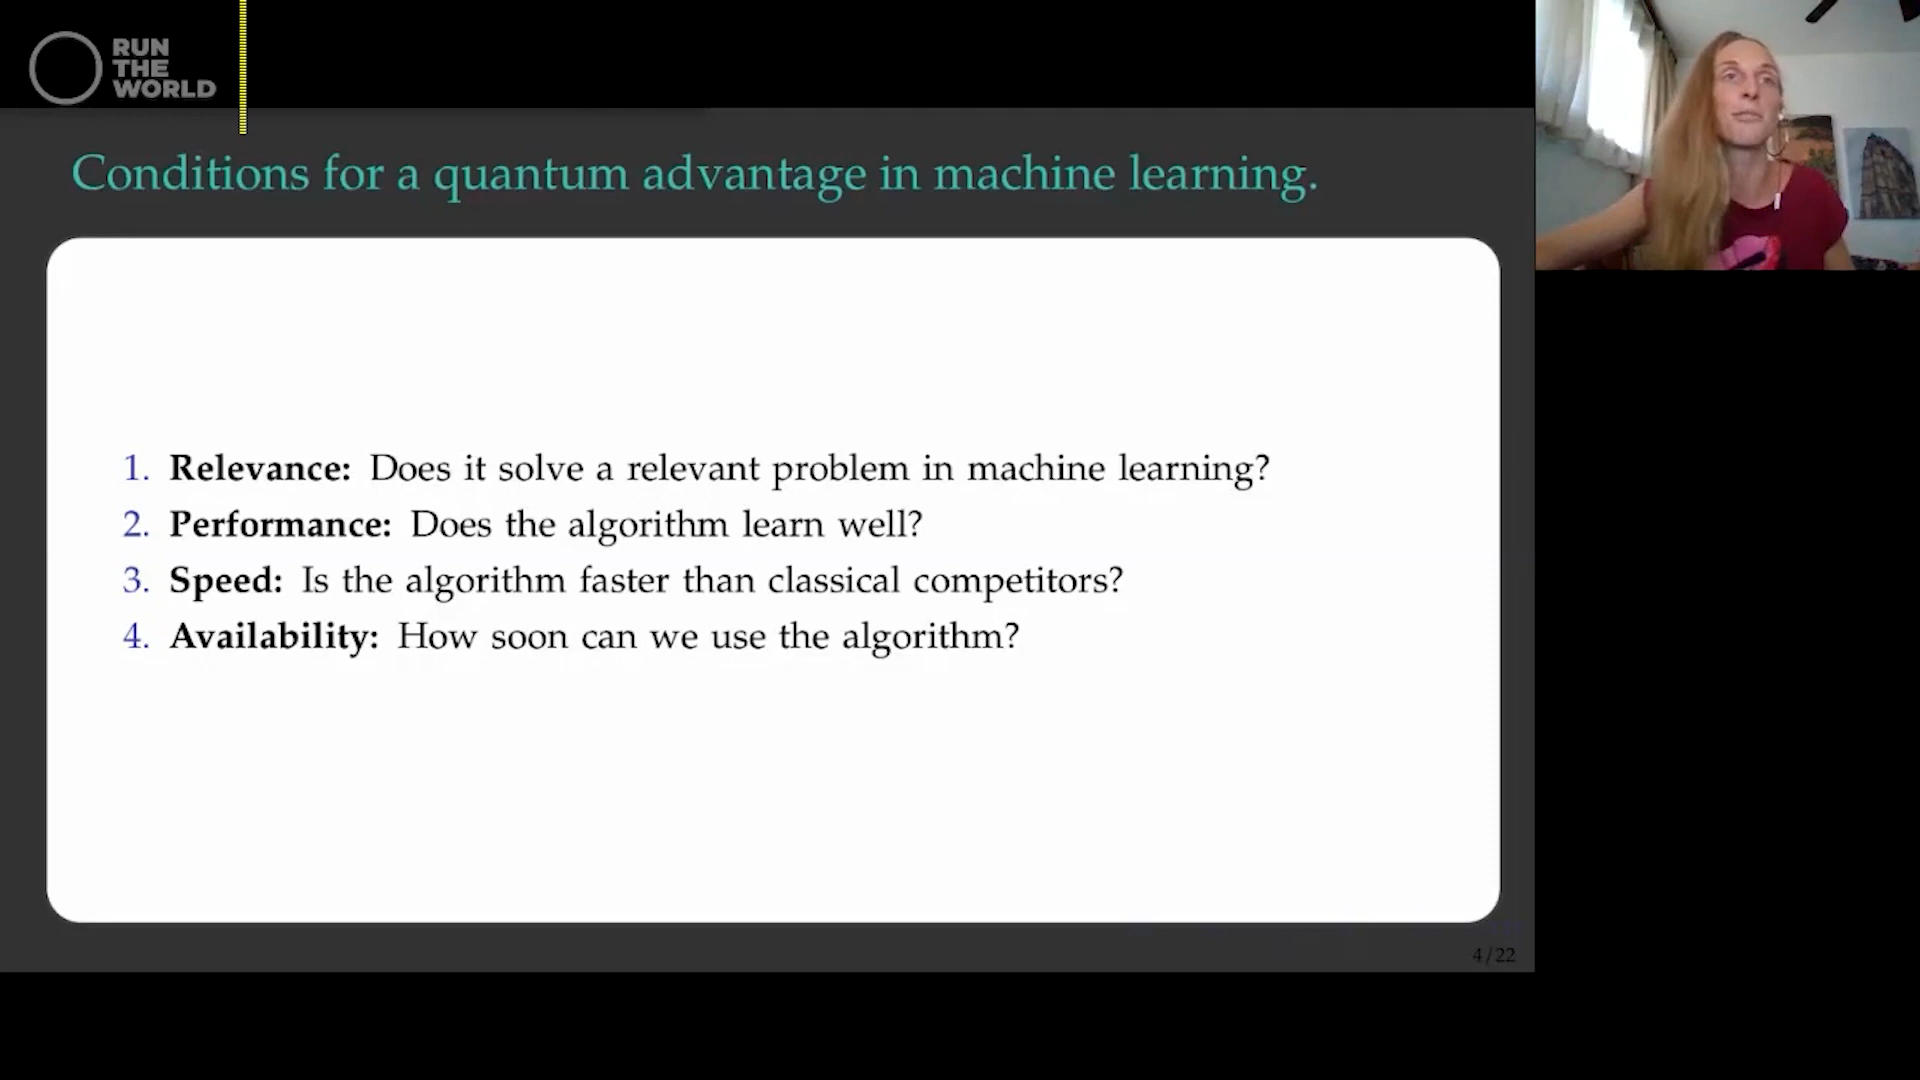 RUN
THE
WORLD
Conditions for a quantum advantage in machine learning.
1. Relevance: Does it solve a relevant problem in machine learning?
2. Performance: Does the algorithm learn well?
3. Speed: Is the algorithm faster than classical competitors?
4. Availability: How soon can we use the algorithm?
4/22